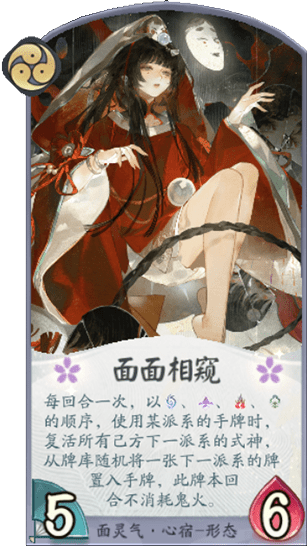 面面相窥
每回合一次，以、、、
的顺序，使用某派系的手牌时，
复活所有己方下一派系的式神，
从牌库随机将一张下一派系的牌
置入手牌，此牌本回
合不消耗鬼火。
5
面灵气·心宿-形态
6